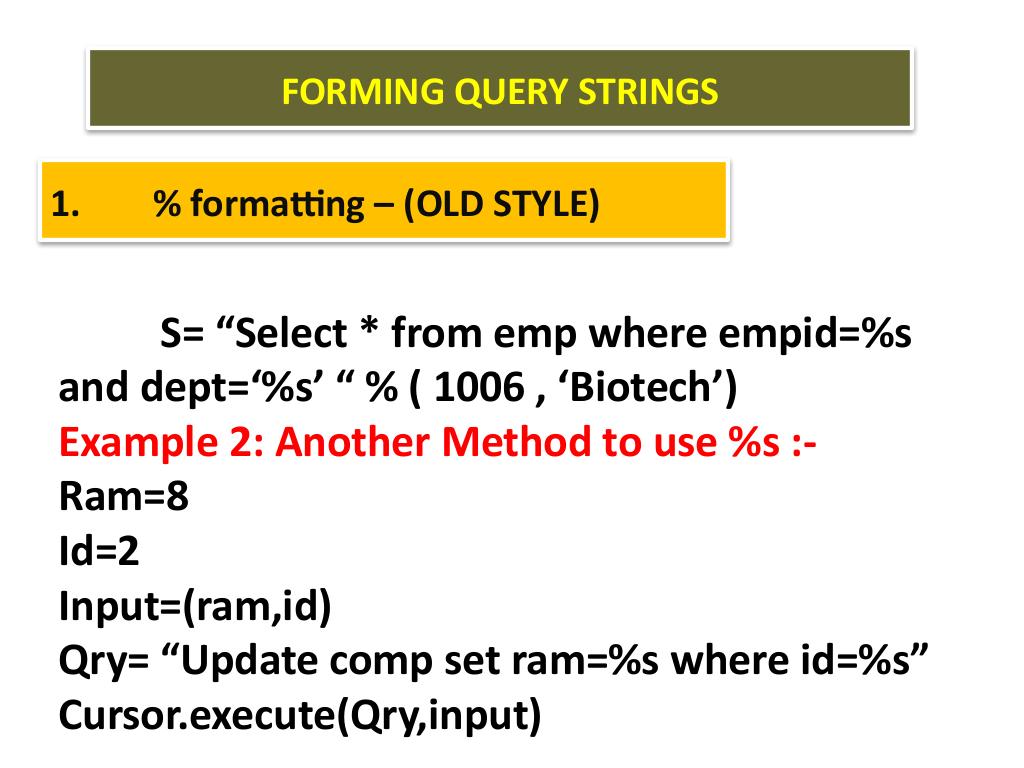 FORMING QUERY STRINGS
1. % formatting – (OLD STYLE)
S= “Select * from emp where empid=%s
and dept=‘%s’ “ % ( 1006 , ‘Biotech’)
Example 2: Another Method to use %s :-
Ram=8
Id=2
Input=(ram,id)
Qry= “Update comp set ram=%s where id=%s”
Cursor.execute(Qry,input)